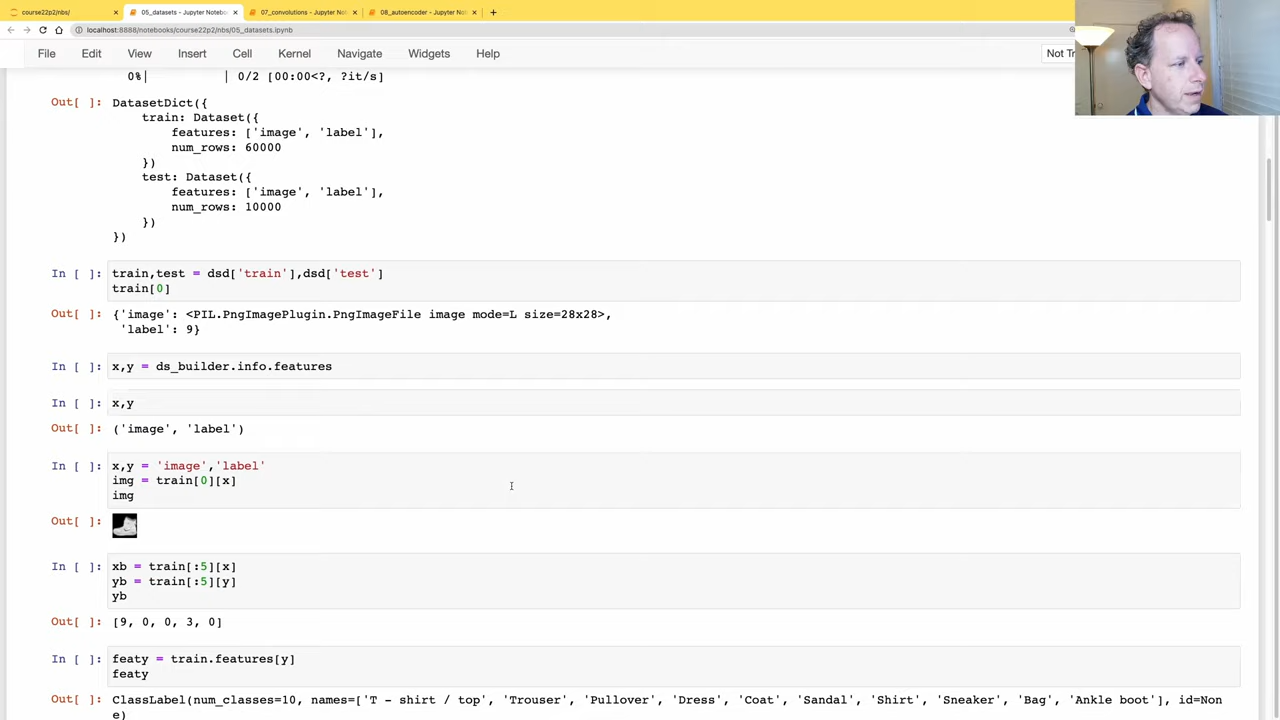 course22p2/nbs/
05_datasets - Jupyter Notebook
07_convolutions - Jupyter Not
08_autoencoder - Jupyter Not
localhost:8888/notebooks/course22p2/nbs/05_datasets.ipynb
File Edit View Insert Cell Kernel Navigate Widgets Help Not Tr
0%| | 0/2 [00:00<?, ?it/s]
Out[ ]: DatasetDict({
train: Dataset({
features: ['image', 'label'],
num_rows: 60000
})
test: Dataset({
features: ['image', 'label'],
num_rows: 10000
})
})
In [ ]: train,test = dsd['train'],dsd['test']
train[0]
Out[ ]: {'image': <PIL.PngImagePlugin.PngImageFile image mode=L size=28x28>,
'label': 9}
In [ ]: x,y = ds_builder.info.features
In [ ]: x,y
Out[ ]: ('image', 'label')
In [ ]: x,y = 'image','label'
img = train[0][x]
img
Out[ ]:
In [ ]: xb = train[:5][x]
yb = train[:5][y]
yb
Out[ ]: [9, 0, 0, 3, 0]
In [ ]: featy = train.features[y]
featy
Out[ ]: ClassLabel(num_classes=10, names=['T - shirt / top', 'Trouser', 'Pullover', 'Dress', 'Coat', 'Sandal', 'Shirt', 'Sneaker', 'Bag', 'Ankle boot'], id=Non
e)